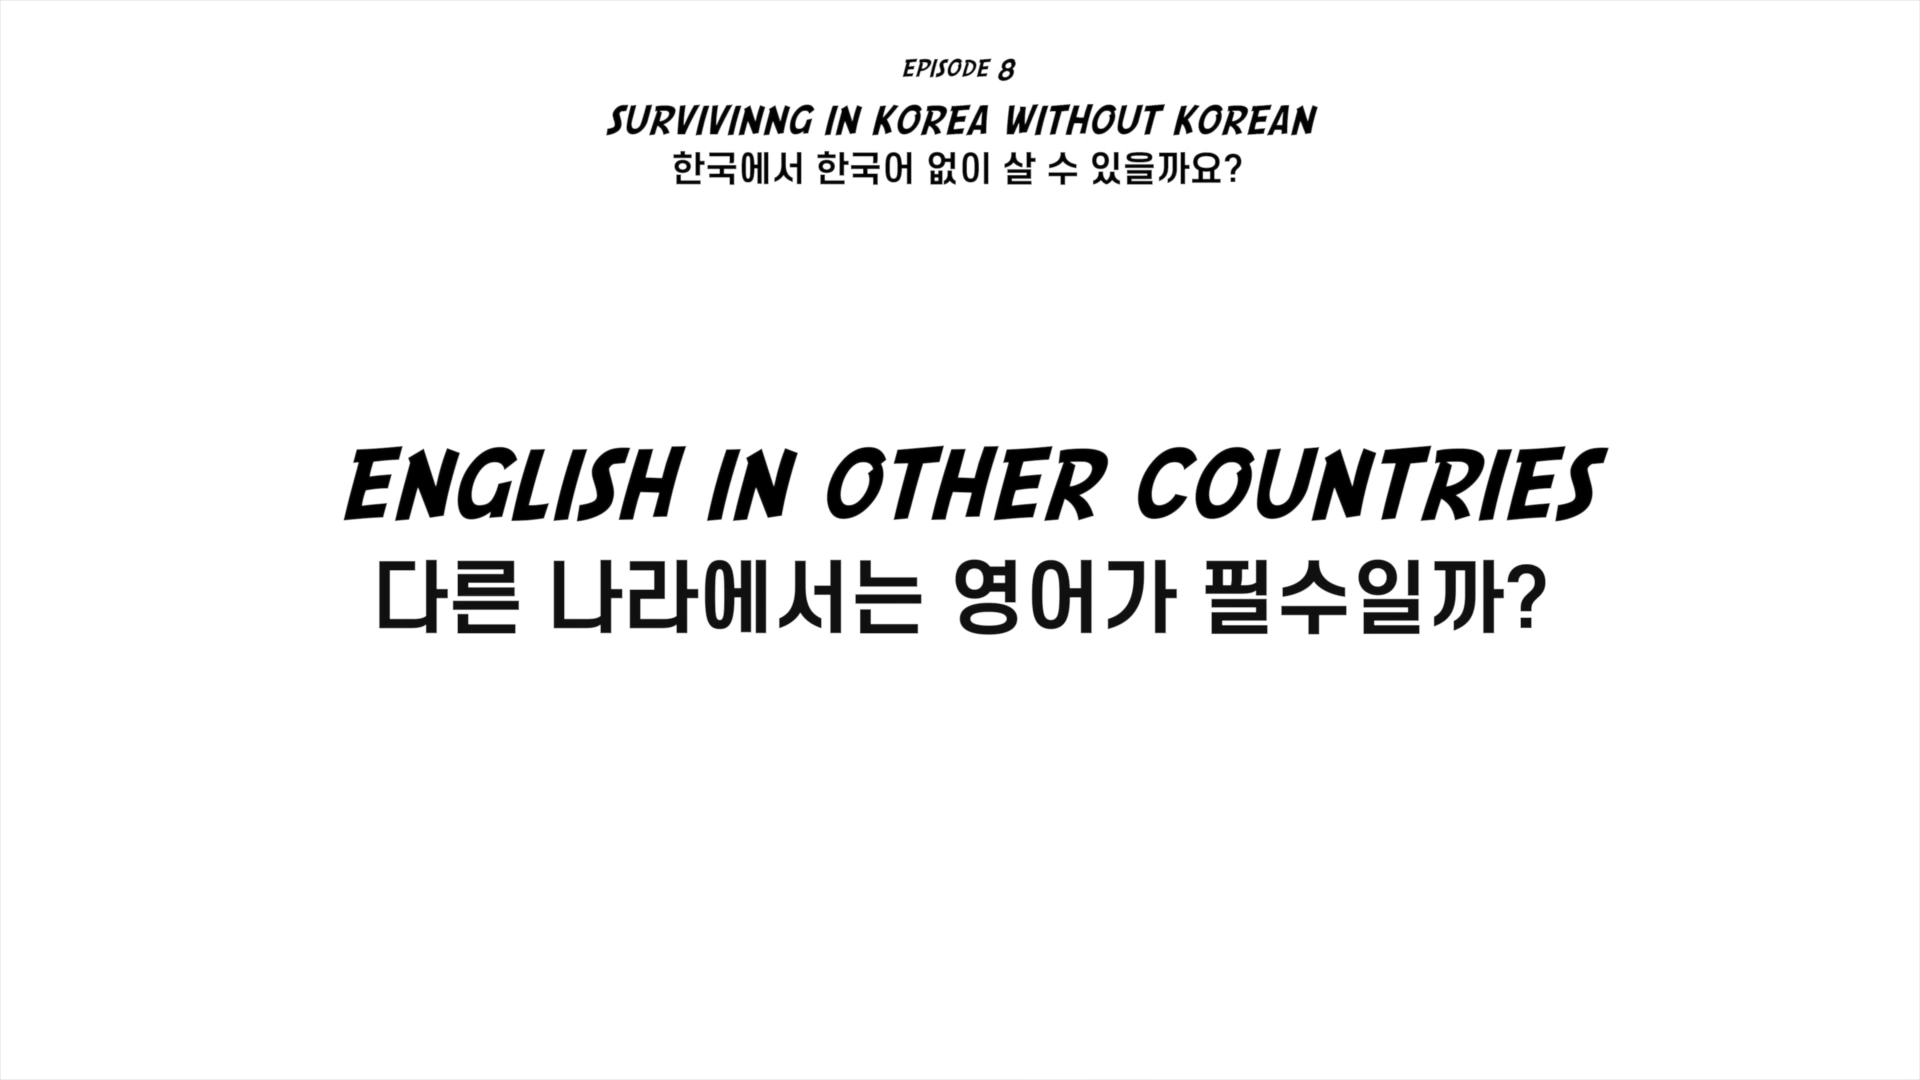 EPISODE 8
SURVIVINNG IN KOREA WITHOUT KOREAN
한국에서 한국어 없이 살 수 있을까요?
ENGLISH IN OTHER COUNTRIES
다른 나라에서는 영어가 필수일까?